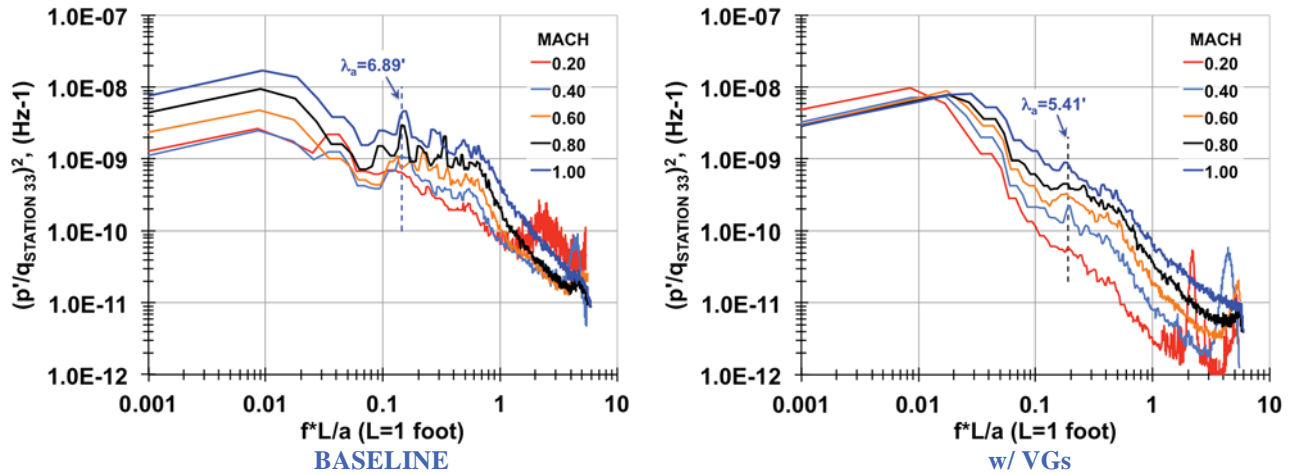 1.0E-07
1.0E-08
1.0E-09
1.0E-10
1.0E-11
1.0E-12
(p'/qSTATION 33)², (Hz-1)
λa=6.89'
MACH
0.20
0.40
0.60
0.80
1.00
0.001
0.01
0.1
1
10
f*L/a (L=1 foot)
BASELINE
1.0E-07
1.0E-08
1.0E-09
1.0E-10
1.0E-11
1.0E-12
(p'/qSTATION 33)², (Hz-1)
λa=5.41'
MACH
0.20
0.40
0.60
0.80
1.00
0.001
0.01
0.1
1
10
f*L/a (L=1 foot)
w/ VGs